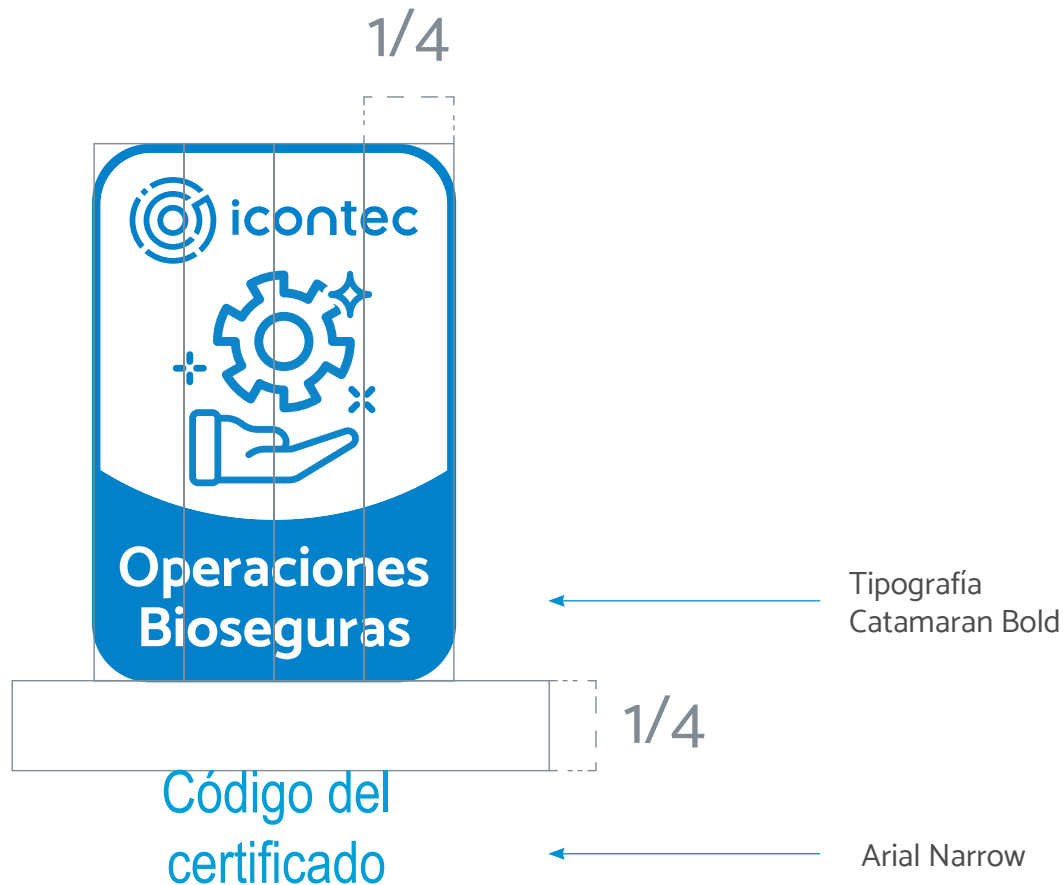 1/4
icontec
Operaciones
Bioseguras
Tipografía
Catamaran Bold
1/4
Código del
certificado
Arial Narrow